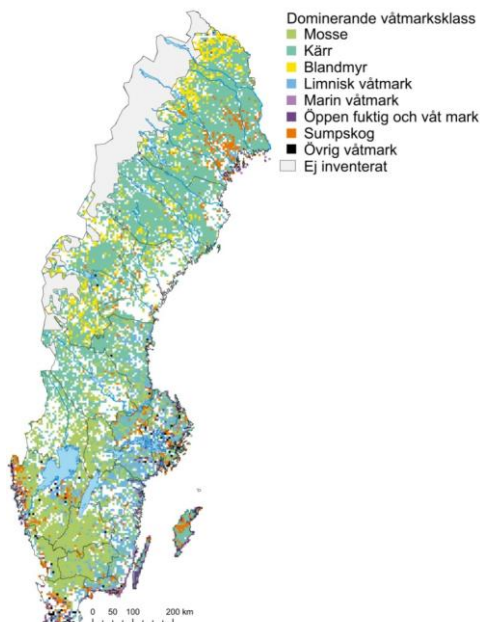 Dominerande våtmarksklass
Mosse
Kärr
Blandmyr
Limnisk våtmark
Marin våtmark
Öppen fuktig och våt mark
Sumpskog
Övrig våtmark
Ej inventerat
0 50 100 200 km